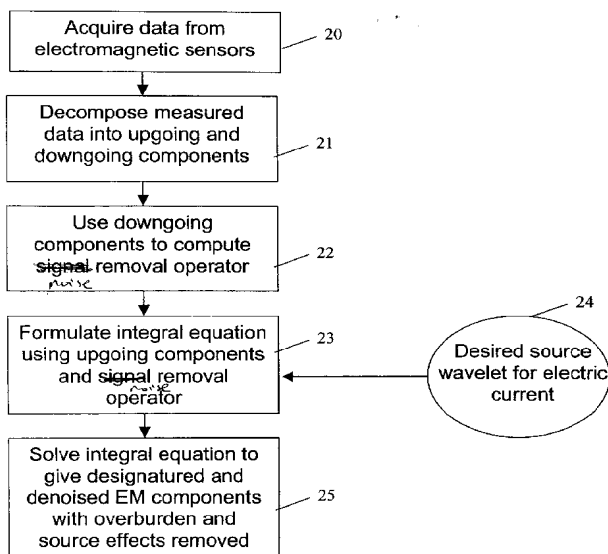 Acquire data from
electromagnetic sensors
20
Decompose measured
data into upgoing and
downgoing components
21
Use downgoing
components to compute
signal removal operator
noise
22
Formulate integral equation
using upgoing components
and signal removal
noise
operator
23
24
Desired source
wavelet for electric
current
Solve integral equation to
give designatured and
denoised EM components
with overburden and
source effects removed
25